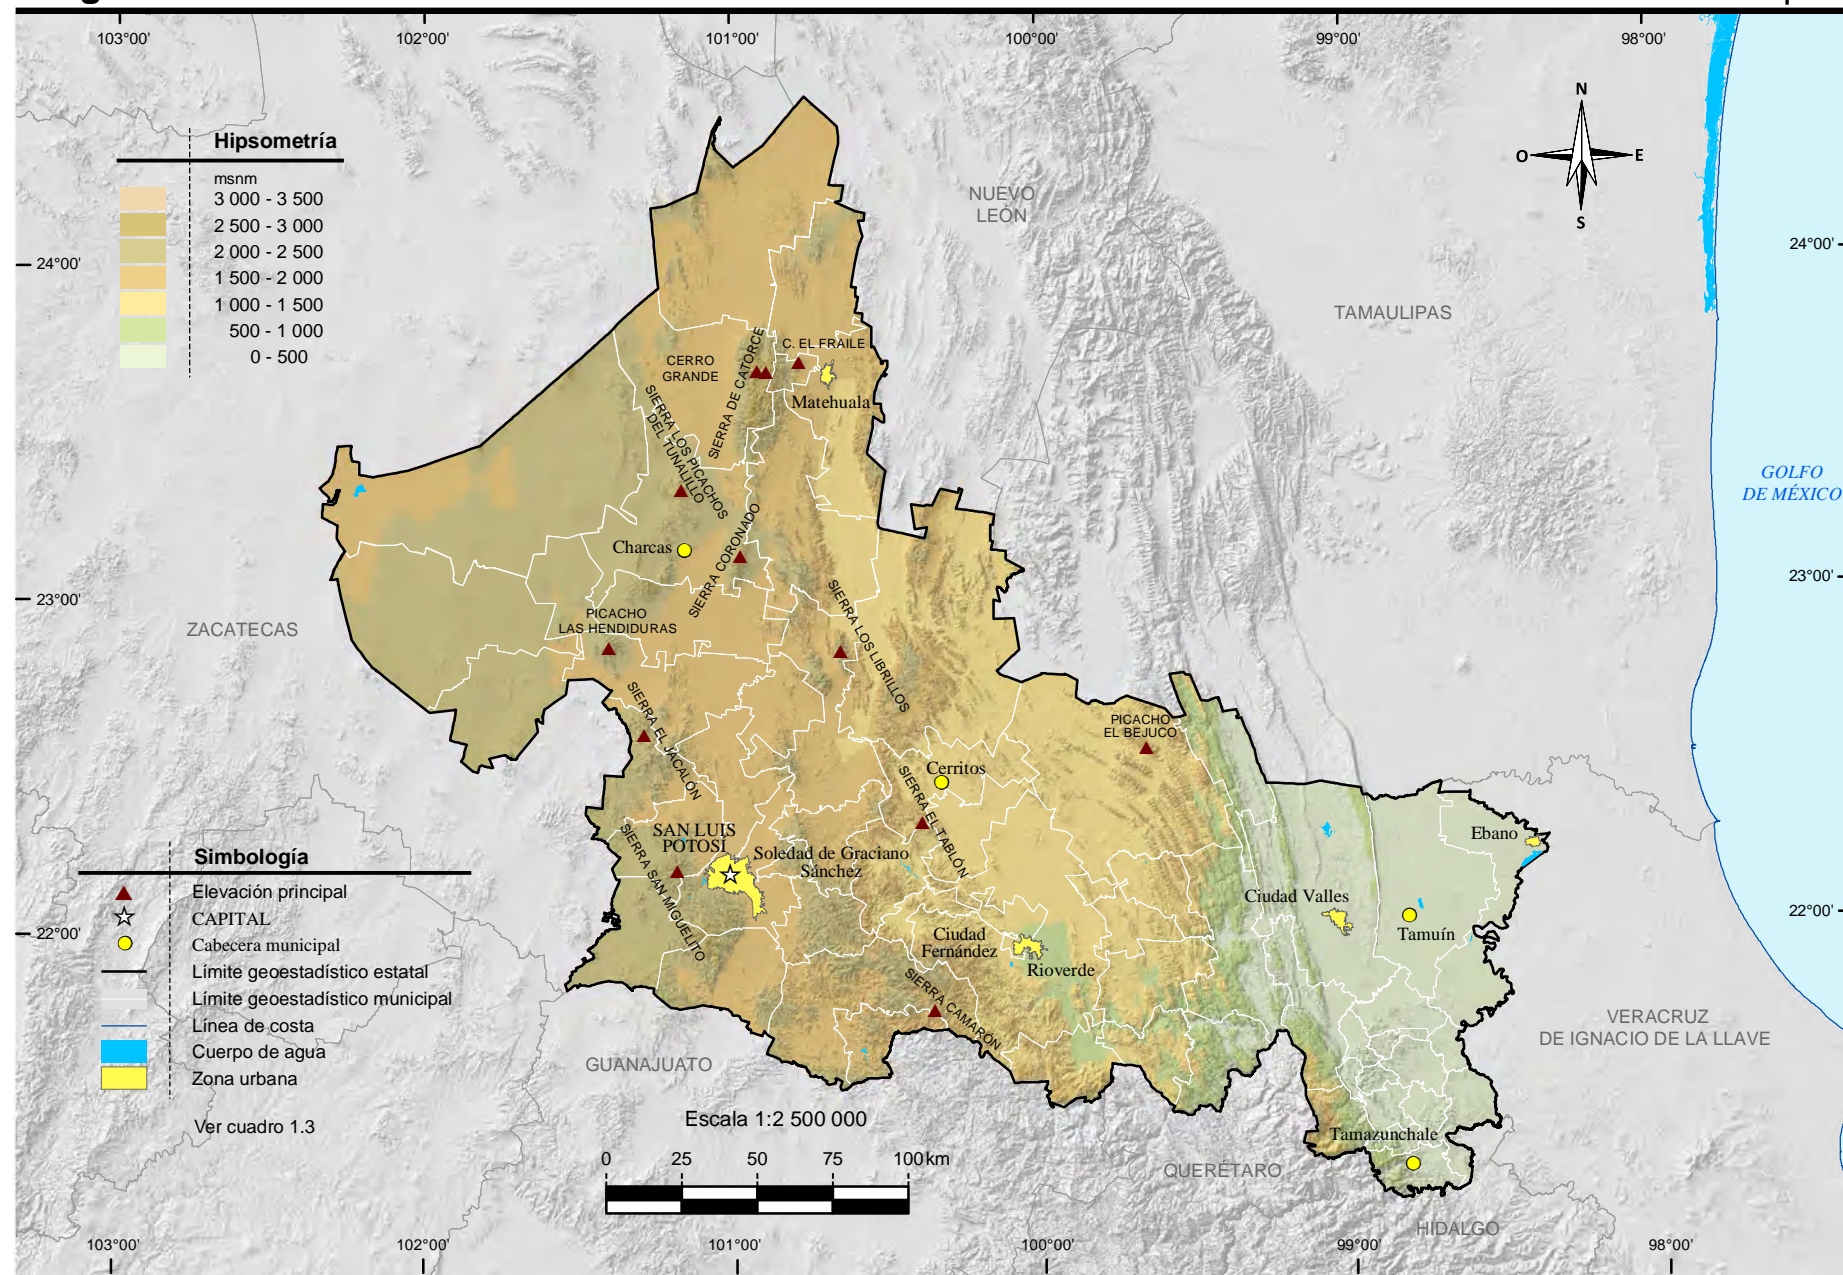 103°00' 102°00' 101°00' 100°00' 99°00' 98°00'
Hipsometría
msnm
3 000 - 3 500
2 500 - 3 000
2 000 - 2 500
1 500 - 2 000
1 000 - 1 500
500 - 1 000
0 - 500
N
O E
S
NUEVO
LEÓN
24°00' 24°00'
TAMAULIPAS
C. EL FRAILE
CERRO
GRANDE
SIERRA DE CATORCE
Matehuala
SIERRA LOS PICACHOS
DEL TUNALILLO
GOLFO
DE MÉXICO
Charcas
SIERRA CORONADO
23°00' 23°00'
ZACATECAS
PICACHO
LAS HENDIDURAS
SIERRA LOS LIBRILLOS
SIERRA EL JACALÓN
PICACHO
EL BEJUCO
Cerritos
SIERRA EL TABLÓN
SAN LUIS
POTOSÍ
Soledad de Graciano
Sánchez
SIERRA SAN MIGUELITO
Ebano
Ciudad Valles
Tamuín
22°00' 22°00'
Ciudad
Fernández
Rioverde
SIERRA CAMARÓN
Simbología
Elevación principal
CAPITAL
Cabecera municipal
Límite geoestadístico estatal
Límite geoestadístico municipal
Línea de costa
Cuerpo de agua
Zona urbana
Ver cuadro 1.3
GUANAJUATO
VERACRUZ
DE IGNACIO DE LA LLAVE
Escala 1:2 500 000
0 25 50 75 100 km
Tamazunchale
QUERÉTARO
HIDALGO
103°00' 102°00' 101°00' 100°00' 99°00' 98°00'